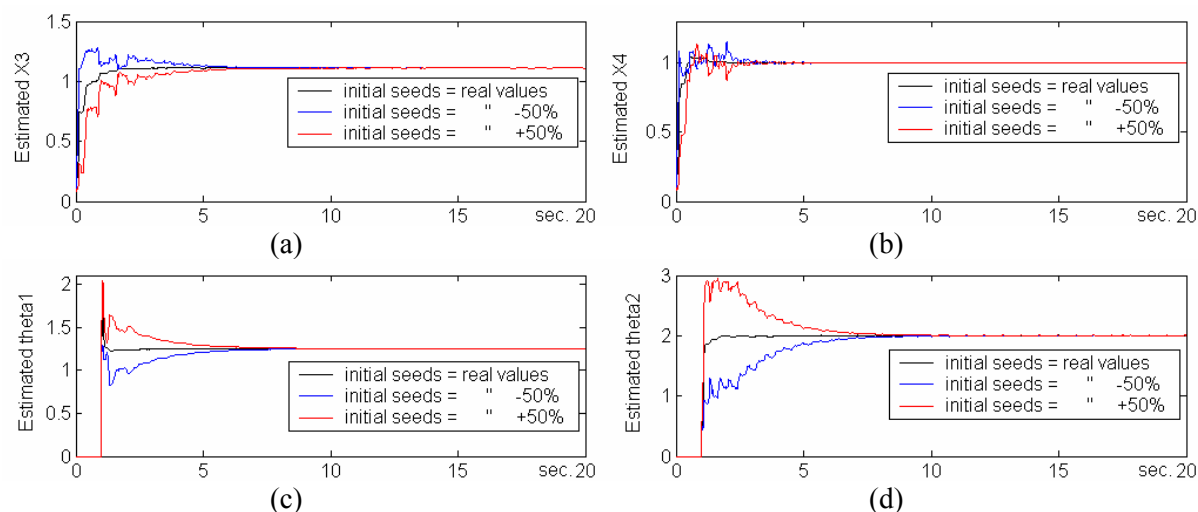 Estimated X3
1.5
1
0.5
0
initial seeds = real values
initial seeds = " -50%
initial seeds = " +50%
0 5 10 15 sec. 20
(a)
Estimated X4
1
0.5
0
initial seeds = real values
initial seeds = " -50%
initial seeds = " +50%
0 5 10 15 sec. 20
(b)
Estimated theta1
2
1.5
1
0.5
0
initial seeds = real values
initial seeds = " -50%
initial seeds = " +50%
0 5 10 15 sec. 20
(c)
Estimated theta2
3
2
1
0
initial seeds = real values
initial seeds = " -50%
initial seeds = " +50%
0 5 10 15 sec. 20
(d)